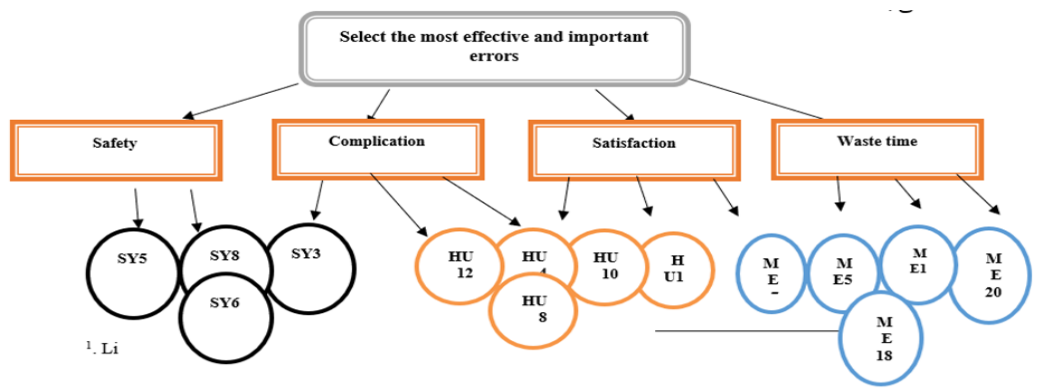 Select the most effective and important
errors
Safety
Complication
Satisfaction
Waste time
SY5
SY8
SY3
SY6
HU
12
HU
HU
10
H
U1
HU
8
M
E
M
E5
M
E1
M
E
20
M
E
18
1. Li